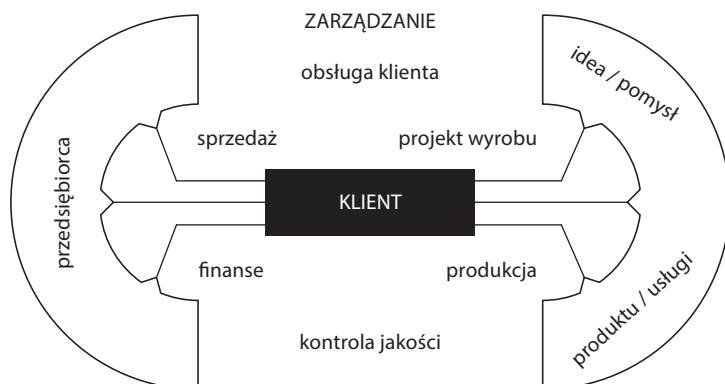 ZARZĄDZANIE
obsługa klienta
idea / pomysł
sprzedaż
projekt wyrobu
przedsiębiorca
KLIENT
finanse
produkcja
produktu / usługi
kontrola jakości